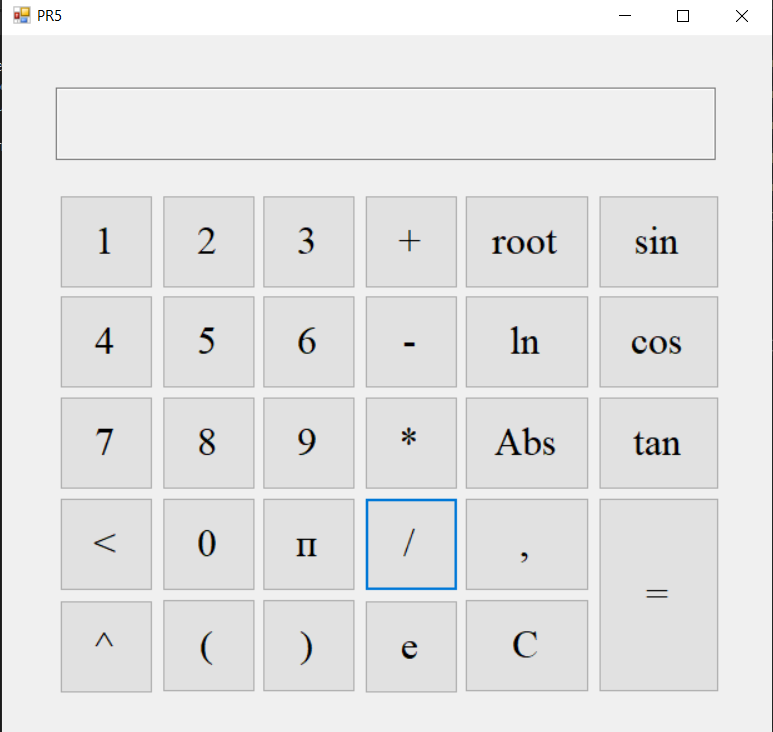 PR5
1 2 3 + root sin
4 5 6 - ln cos
7 8 9 * Abs tan
< 0 п / , =
^ ( ) e C